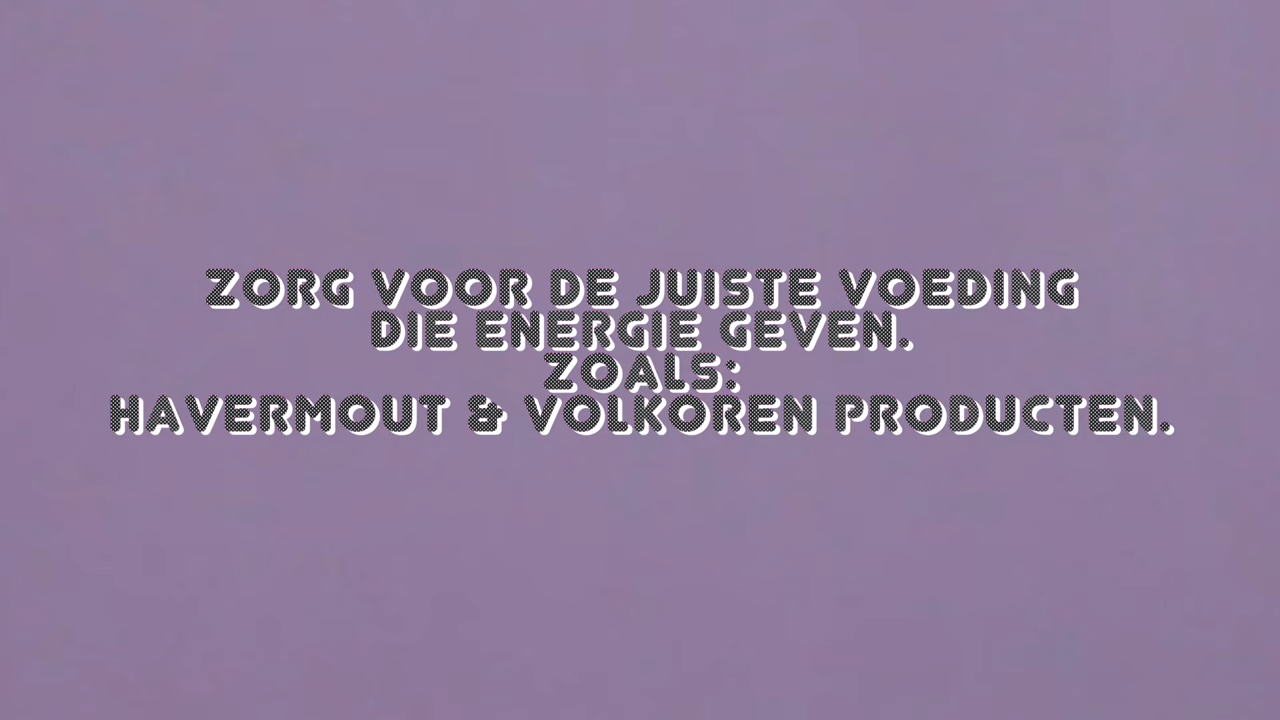 ZORG VOOR DE JUISTE VOEDING
DIE ENERGIE GEVEN.
ZOALS:
HAVERMOUT & VOLKOREN PRODUCTEN.